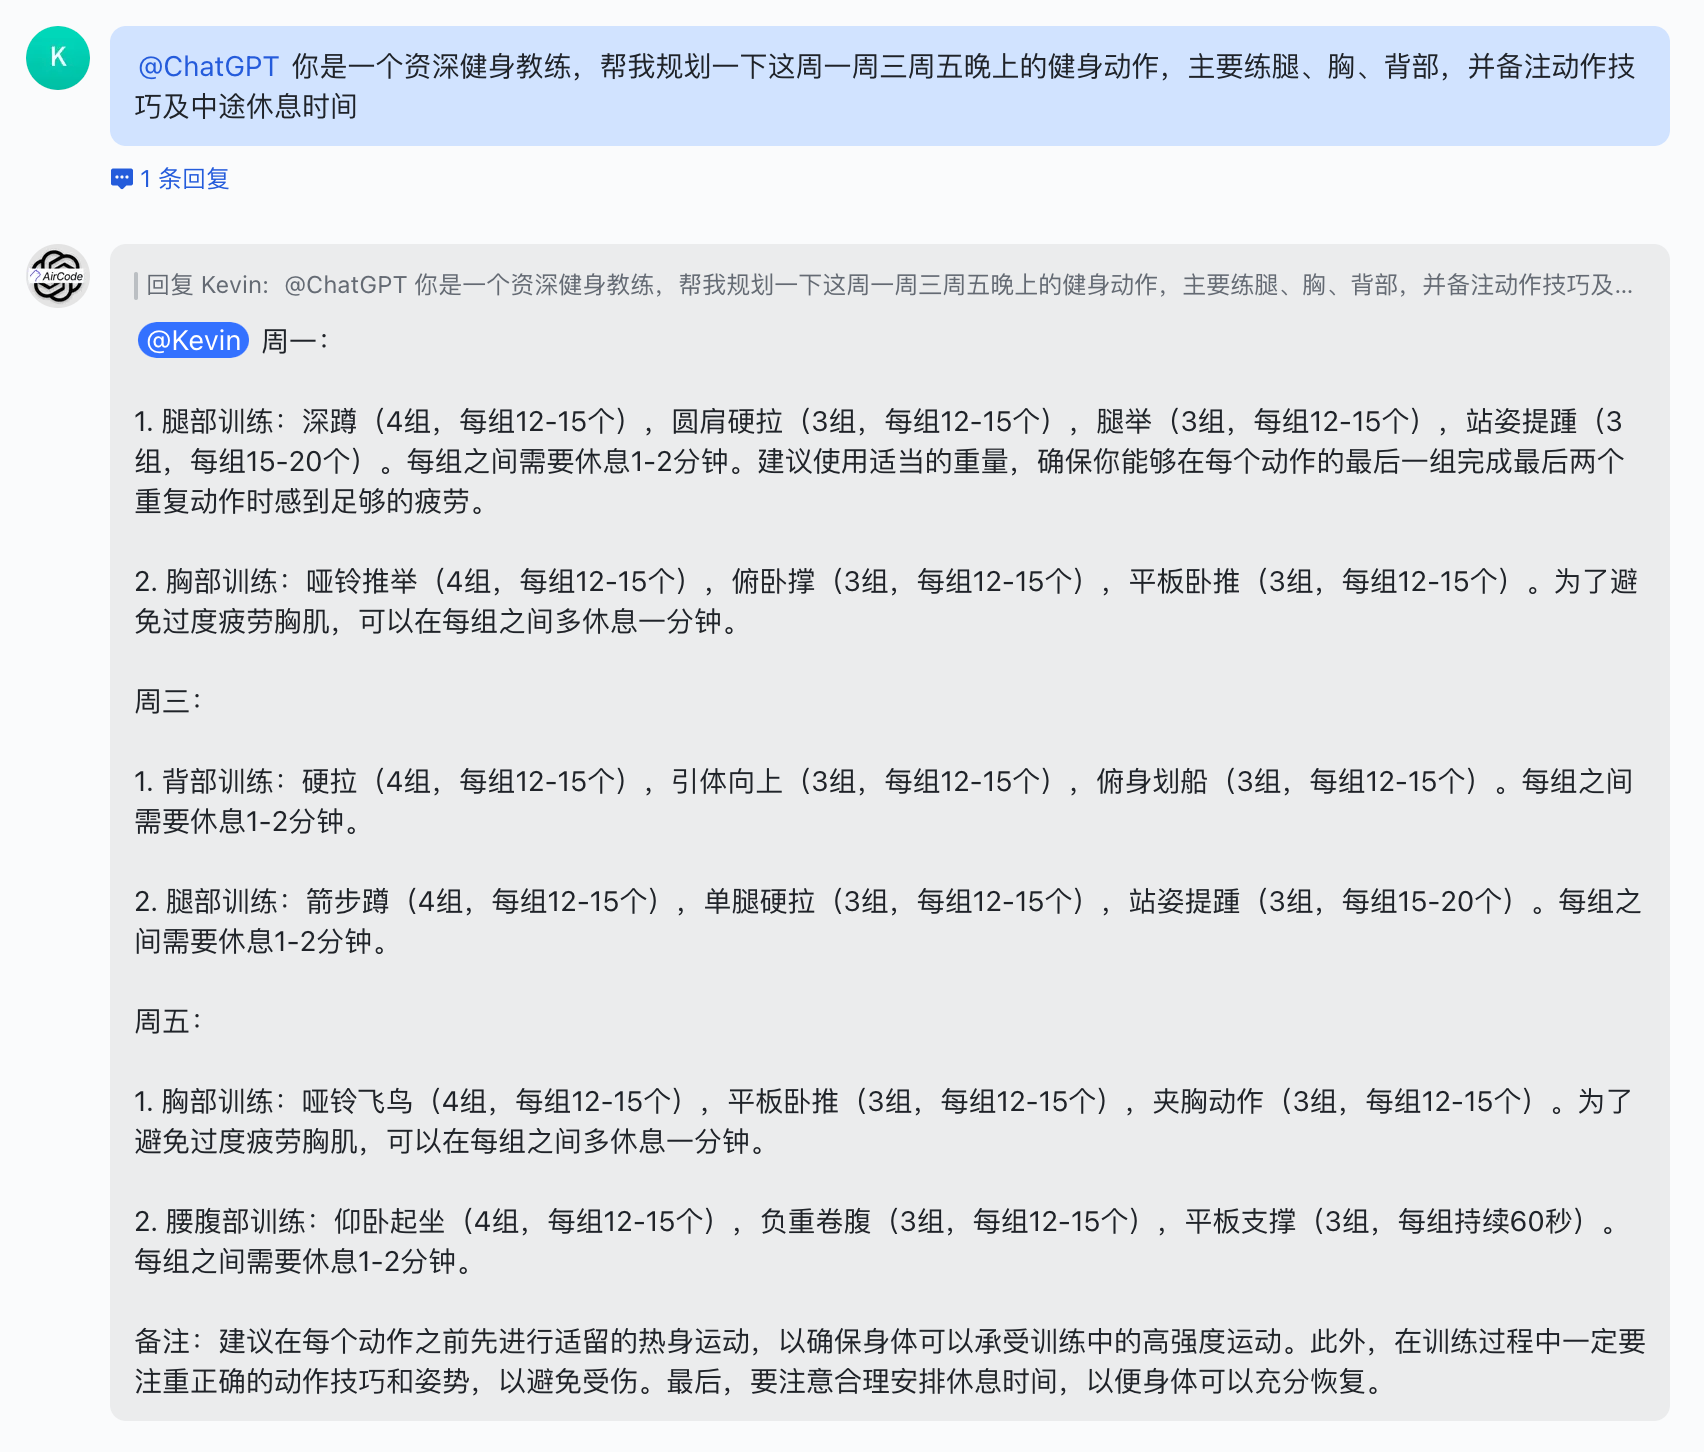 K
@ChatGPT 你是一个资深健身教练，帮我规划一下这周一周三周五晚上的健身动作，主要练腿、胸、背部，并备注动作技
巧及中途休息时间
1 条回复
AirCode
回复 Kevin: @ChatGPT 你是一个资深健身教练，帮我规划一下这周一周三周五晚上的健身动作，主要练腿、胸、背部，并备注动作技巧及...
@Kevin 周一：
1. 腿部训练：深蹲（4组，每组12-15个），圆肩硬拉（3组，每组12-15个），腿举（3组，每组12-15个），站姿提踵（3
组，每组15-20个）。每组之间需要休息1-2分钟。建议使用适当的重量，确保你能够在每个动作的最后一组完成最后两个
重复动作时感到足够的疲劳。
2. 胸部训练：哑铃推举（4组，每组12-15个），俯卧撑（3组，每组12-15个），平板卧推（3组，每组12-15个）。为了避
免过度疲劳胸肌，可以在每组之间多休息一分钟。
周三：
1. 背部训练：硬拉（4组，每组12-15个），引体向上（3组，每组12-15个），俯身划船（3组，每组12-15个）。每组之间
需要休息1-2分钟。
2. 腿部训练：箭步蹲（4组，每组12-15个），单腿硬拉（3组，每组12-15个），站姿提踵（3组，每组15-20个）。每组之
间需要休息1-2分钟。
周五：
1. 胸部训练：哑铃飞鸟（4组，每组12-15个），平板卧推（3组，每组12-15个），夹胸动作（3组，每组12-15个）。为了
避免过度疲劳胸肌，可以在每组之间多休息一分钟。
2. 腰腹部训练：仰卧起坐（4组，每组12-15个），负重卷腹（3组，每组12-15个），平板支撑（3组，每组持续60秒）。
每组之间需要休息1-2分钟。
备注：建议在每个动作之前先进行适留的热身运动，以确保身体可以承受训练中的高强度运动。此外，在训练过程中一定要
注重正确的动作技巧和姿势，以避免受伤。最后，要注意合理安排休息时间，以便身体可以充分恢复。